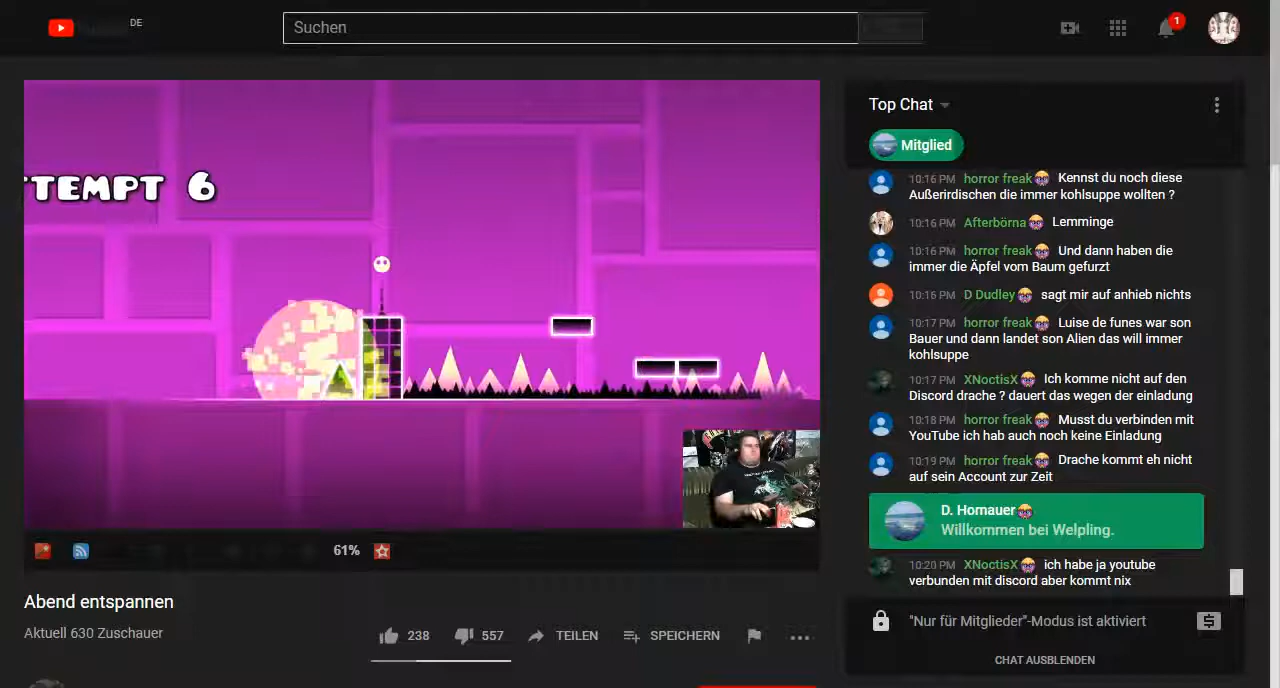 DE
Suchen
1
TTEMPT 6
61%
Abend entspannen
Aktuell 630 Zuschauer
238
557
TEILEN
SPEICHERN
Top Chat
Mitglied
10:16 PM horror freak Kennst du noch diese
Außerirdischen die immer kohlsuppe wollten ?
10:16 PM Afterbörna Lemminge
10:16 PM horror freak Und dann haben die
immer die Äpfel vom Baum gefurzt
10:16 PM D Dudley sagt mir auf anhieb nichts
10:17 PM horror freak Luise de funes war son
Bauer und dann landet son Alien das will immer
kohlsuppe
10:17 PM XNoctisX Ich komme nicht auf den
Discord drache ? dauert das wegen der einladung
10:18 PM horror freak Musst du verbinden mit
YouTube ich hab auch noch keine Einladung
10:19 PM horror freak Drache kommt eh nicht
auf sein Account zur Zeit
D. Hornauer
Willkommen bei Welpling.
10:20 PM XNoctisX ich habe ja youtube
verbunden mit discord aber kommt nix
"Nur für Mitglieder"-Modus ist aktiviert
CHAT AUSBLENDEN